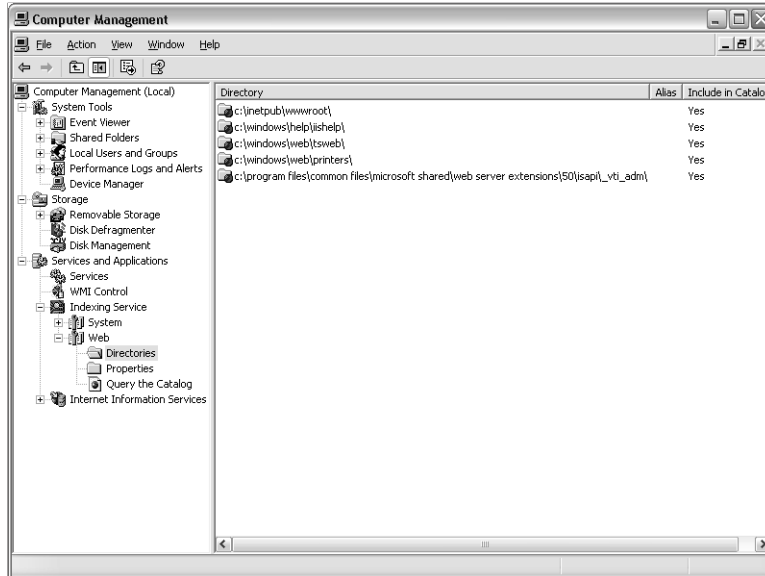 Computer Management
File Action View Window Help
Computer Management (Local)
System Tools
Event Viewer
Shared Folders
Local Users and Groups
Performance Logs and Alerts
Device Manager
Storage
Removable Storage
Disk Defragmenter
Disk Management
Services and Applications
Services
WMI Control
Indexing Service
System
Web
Directories
Properties
Query the Catalog
Internet Information Services
Directory Alias Include in Catalo
c:\inetpub\wwwroot\ Yes
c:\windows\help\iishelp\ Yes
c:\windows\web\tsweb\ Yes
c:\windows\web\printers\ Yes
c:\program files\common files\microsoft shared\web server extensions\50\isapi\_vti_adm\ Yes